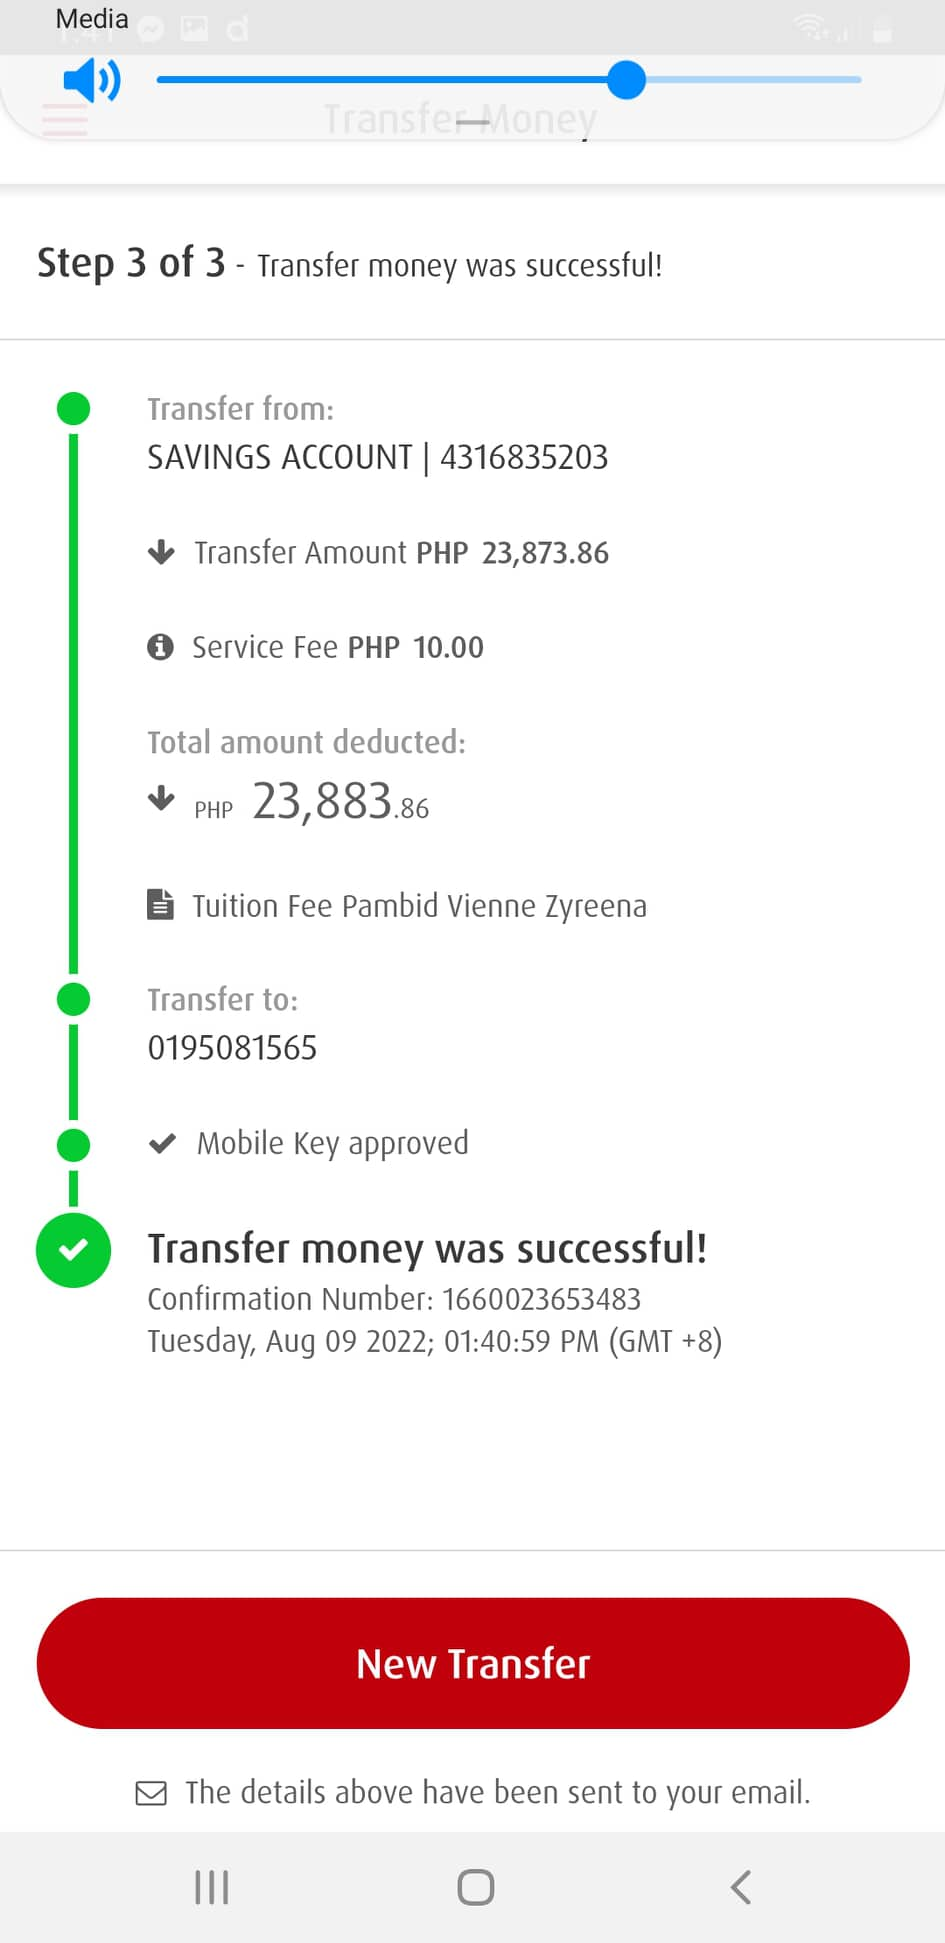 Media
1:41
Transfer Money
Step 3 of 3 - Transfer money was successful!
Transfer from:
SAVINGS ACCOUNT | 4316835203
Transfer Amount PHP 23,873.86
Service Fee PHP 10.00
Total amount deducted:
PHP 23,883.86
Tuition Fee Pambid Vienne Zyreena
Transfer to:
0195081565
Mobile Key approved
Transfer money was successful!
Confirmation Number: 1660023653483
Tuesday, Aug 09 2022; 01:40:59 PM (GMT +8)
New Transfer
The details above have been sent to your email.